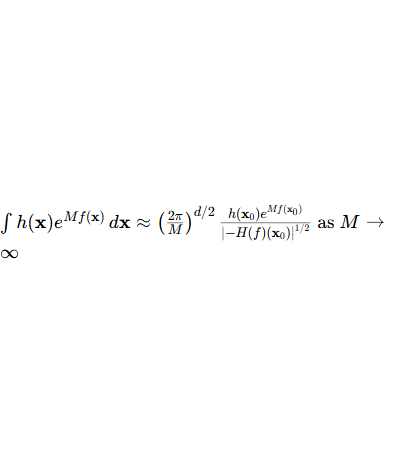 ∫ h(𝐱)e^{Mf(𝐱)} d𝐱 ≈ (2π/M)^{d/2} h(𝐱₀)e^{Mf(𝐱₀)} / |−H(f)(𝐱₀)|^{1/2} as M →
∞